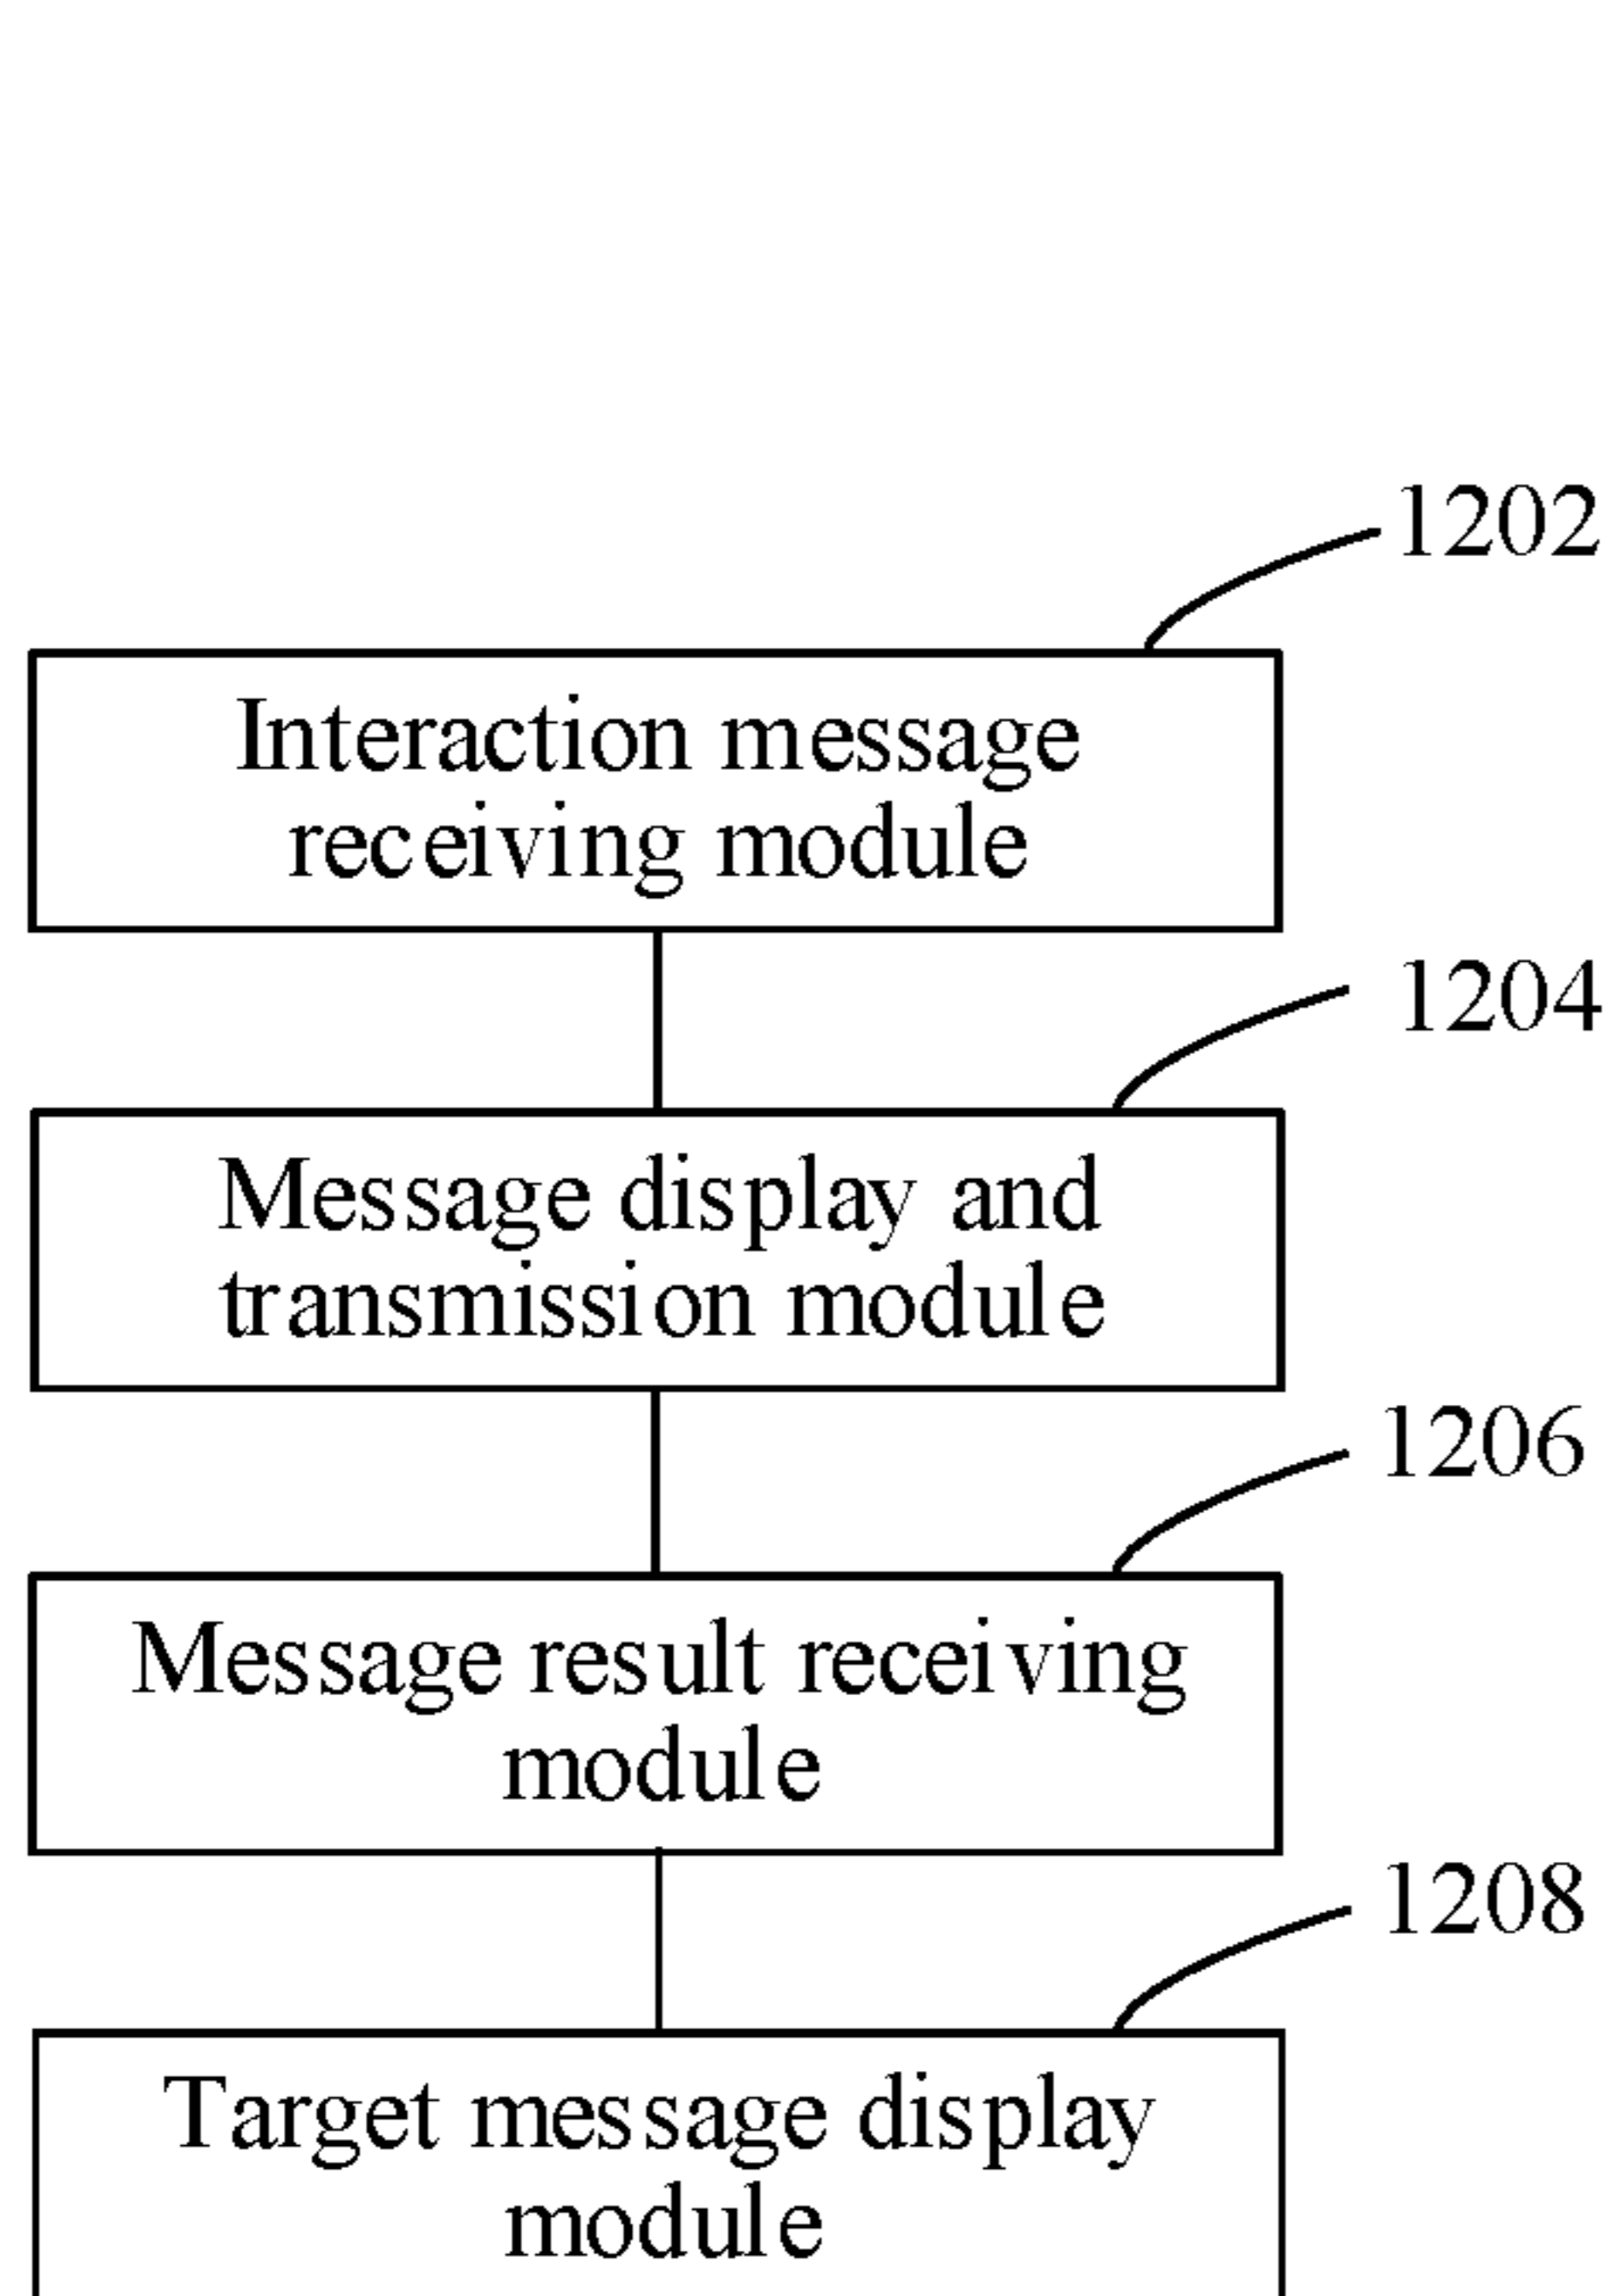 1202
Interaction message
receiving module
1204
Message display and
transmission module
1206
Message result receiving
module
1208
Target message display
module